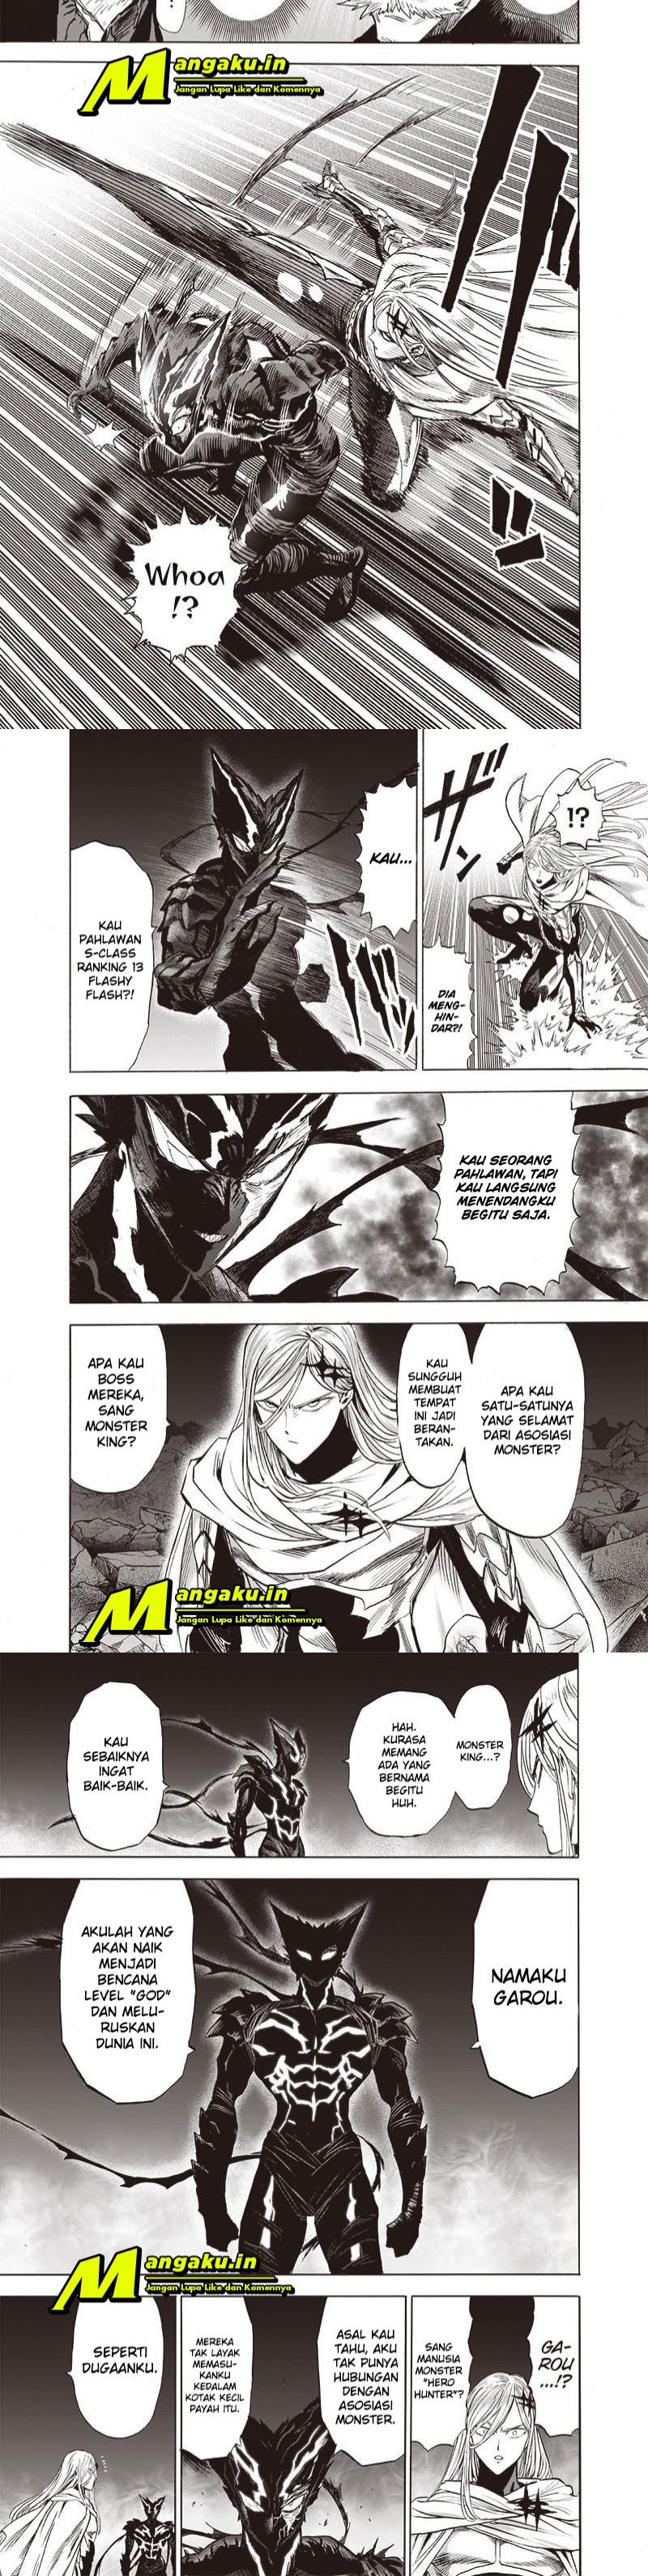 !?
Mangaku.in
Jangan Lupa Like dan Komennya
Whoa
!?
!?
DIA
MENG-
HIN-
DAR?!
KAU...
KAU
PAHLAWAN
S-CLASS
RANKING 13
FLASHY
FLASH?!
KAU SEORANG
PAHLAWAN, TAPI
KAU LANGSUNG
MENENDANGKU
BEGITU SAJA.
APA KAU
SATU-SATUNYA
YANG SELAMAT
DARI ASOSIASI
MONSTER?
KAU
SUNGGUH
MEMBUAT
TEMPAT
INI JADI
BERAN-
TAKAN.
APA KAU
BOSS
MEREKA,
SANG
MONSTER
KING?
Mangaku.in
Jangan Lupa Like dan Komennya
MONSTER
KING...?
HAH.
KURASA
MEMANG
ADA YANG
BERNAMA
BEGITU
HUH.
KAU
SEBAIKNYA
INGAT
BAIK-BAIK.
NAMAKU
GAROU.
AKULAH YANG
AKAN NAIK
MENJADI
BENCANA
LEVEL "GOD"
DAN MELU-
RUSKAN
DUNIA INI.
Mangaku.in
Jangan Lupa Like dan Komennya
GA-
ROU
...!?
SANG
MANUSIA
MONSTER
"HERO
HUNTER"?
ASAL KAU
TAHU, AKU
TAK PUNYA
HUBUNGAN
DENGAN
ASOSIASI
MONSTER.
MEREKA
TAK LAYAK
MEMASU-
KANKU
KEDALAM
KOTAK KECIL
PAYAH ITU.
SEPERTI
DUGAANKU.